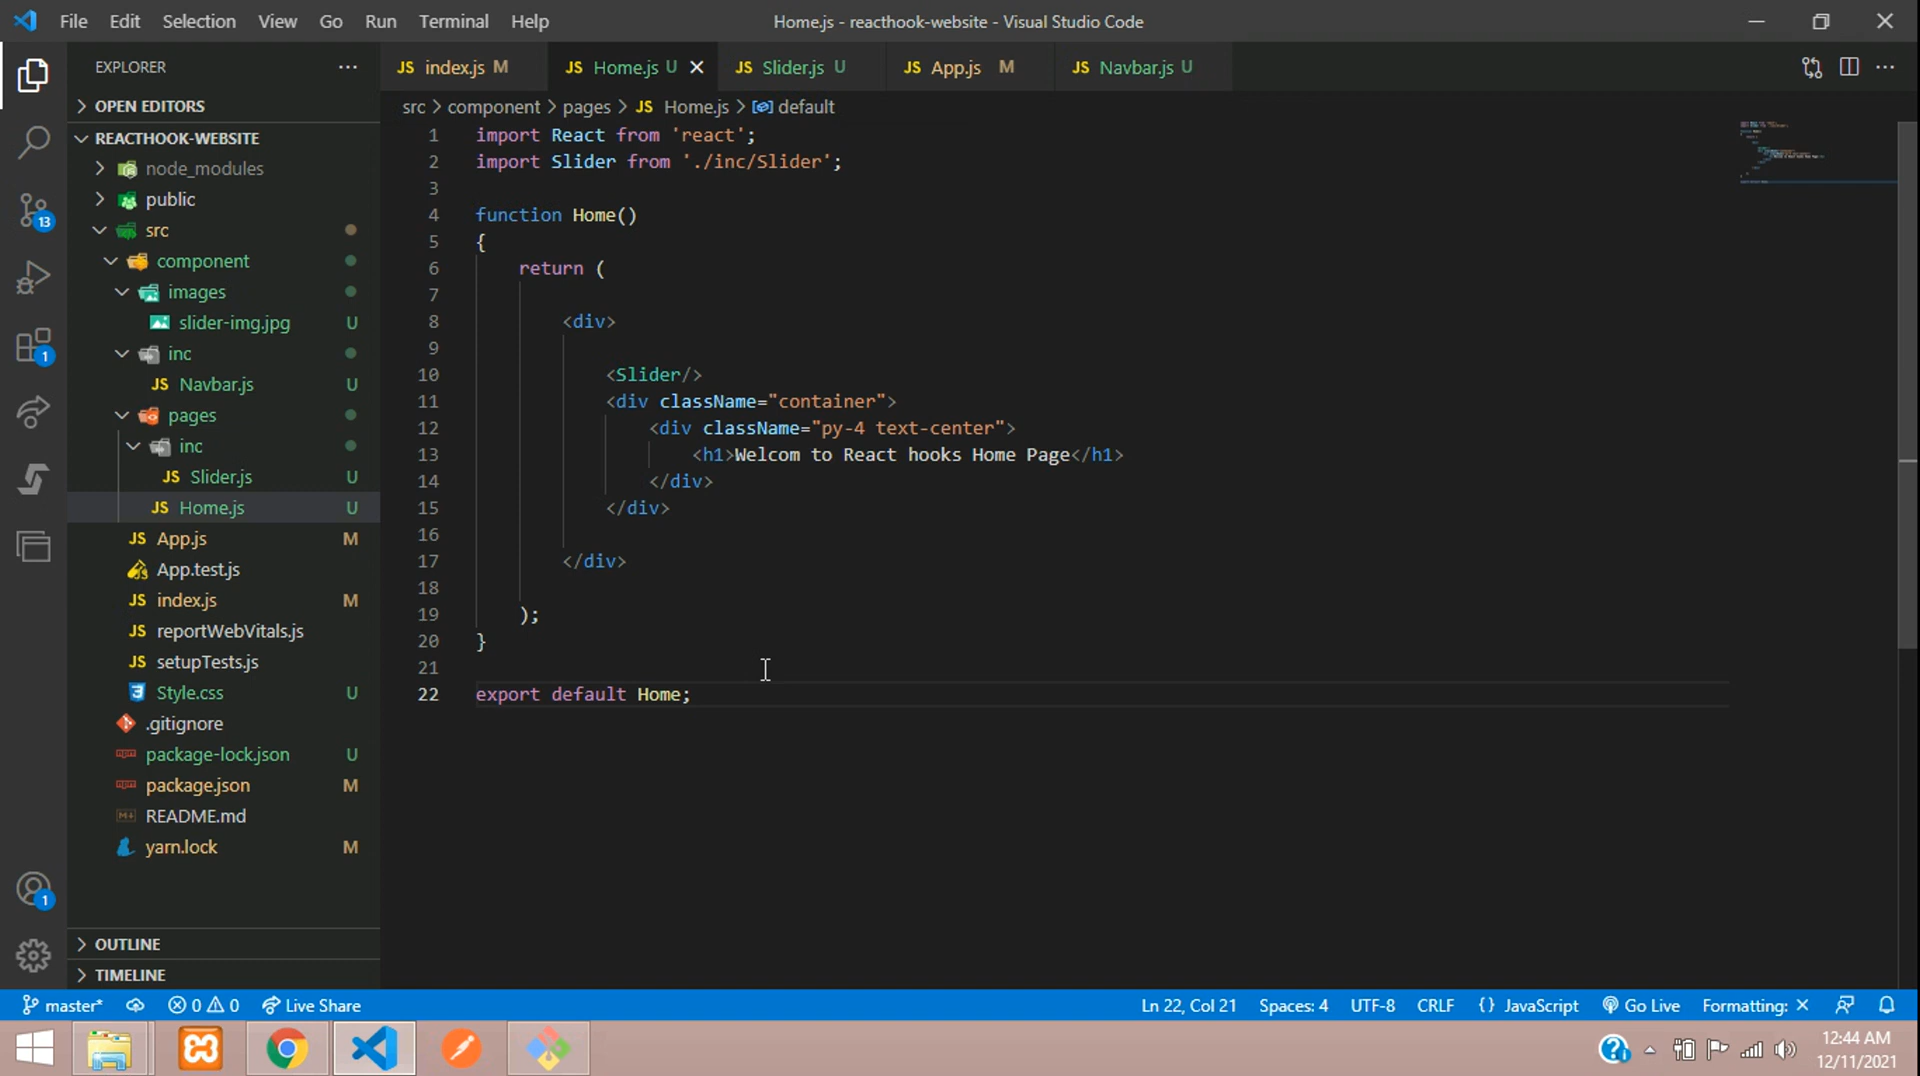 File Edit Selection View Go Run Terminal Help
Home.js - reacthook-website - Visual Studio Code
EXPLORER
OPEN EDITORS
REACTHOOK-WEBSITE
node_modules
public
src
component
images
slider-img.jpg U
inc
Navbar.js U
pages
inc
Slider.js U
Home.js U
JS App.js M
App.test.js
JS index.js M
JS reportWebVitals.js
JS setupTests.js
Style.css U
.gitignore
package-lock.json U
package.json M
README.md
yarn.lock M
OUTLINE
TIMELINE
13
1
1
JS index.js M JS Home.js U JS Slider.js U JS App.js M JS Navbar.js U
src > component > pages > JS Home.js > default
1 import React from 'react';
2 import Slider from './inc/Slider';
3
4 function Home()
5 {
6 return (
7
8 <div>
9
10 <Slider/>
11 <div className="container">
12 <div className="py-4 text-center">
13 <h1>Welcom to React hooks Home Page</h1>
14 </div>
15 </div>
16
17 </div>
18
19 );
20 }
21
22 export default Home;
master* 0 0 Live Share Ln 22, Col 21 Spaces: 4 UTF-8 CRLF {} JavaScript Go Live Formatting: ×
12:44 AM
12/11/2021